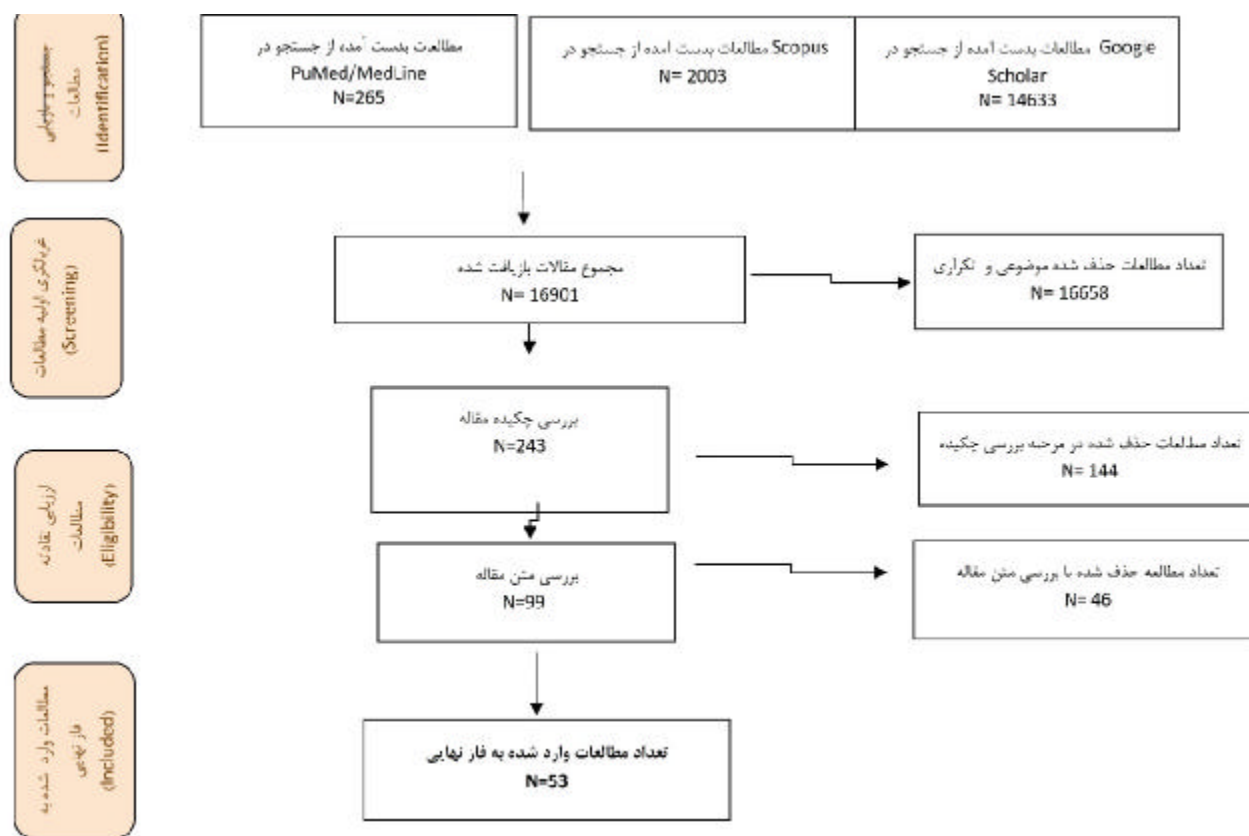 جستجو و بازیابی
مطالعات
(Identification)
مطالعات بدست آمده از جستجو در
PuMed/MedLine
N=265
مطالعات بدست آمده از جستجو در Scopus
N= 2003
مطالعات بدست آمده از جستجو در Google
Scholar
N= 14633
غربالگری اولیه مطالعات
(Screening)
مجموع مقالات بازیافت شده
N= 16901
تعداد مطالعات حذف شده موضوعی و تکراری
N= 16658
بررسی چکیده مقاله
N=243
تعداد مطالعات حذف شده در مرحله بررسی چکیده
N= 144
ارزیابی نقادانه
مطالعات
(Eligibility)
بررسی متن مقاله
N=99
تعداد مطالعه حذف شده با بررسی متن مقاله
N= 46
مطالعات وارد شده به
فاز نهایی
(Included)
تعداد مطالعات وارد شده به فاز نهایی
N=53